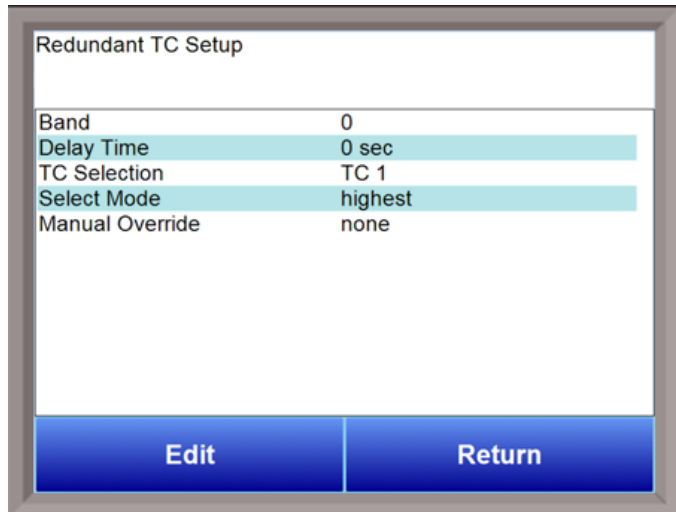 Redundant TC Setup
Band 0
Delay Time 0 sec
TC Selection TC 1
Select Mode highest
Manual Override none
Edit Return